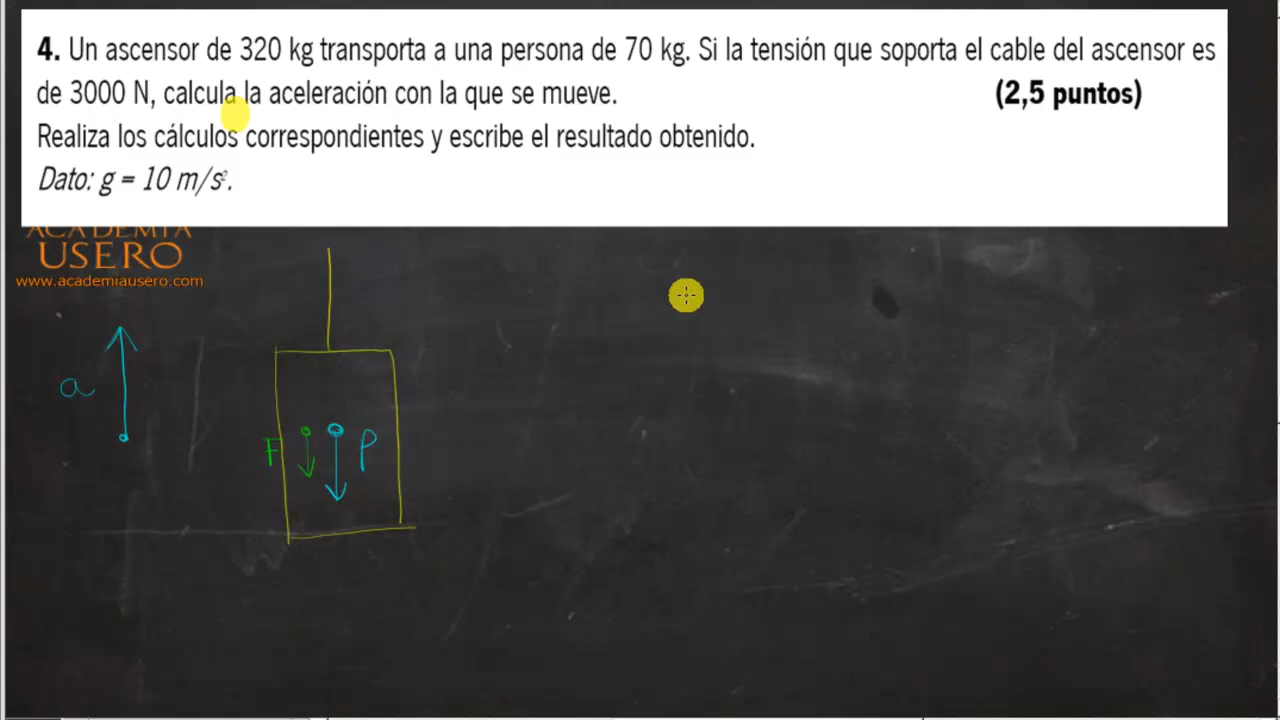 4. Un ascensor de 320 kg transporta a una persona de 70 kg. Si la tensión que soporta el cable del ascensor es
de 3000 N, calcula la aceleración con la que se mueve. (2,5 puntos)
Realiza los cálculos correspondientes y escribe el resultado obtenido.
Dato: g = 10 m/s².
ACADEMIA
USERO
www.academiausero.com
a
F
P